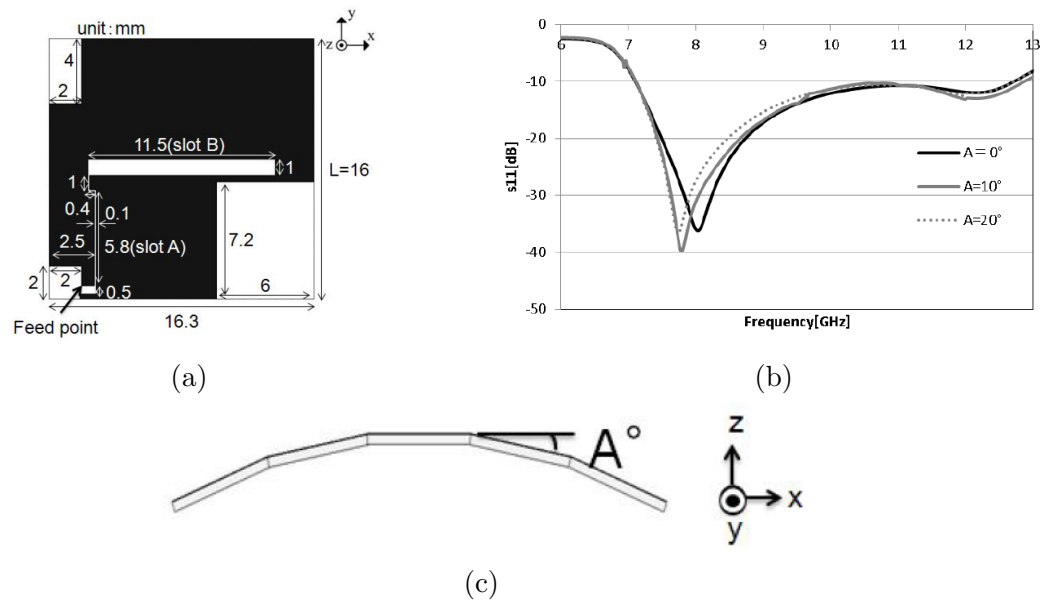 unit：mm
y
z
x
4
2
11.5(slot B)
1
L=16
1
0.4
0.1
2.5
5.8(slot A)
7.2
2
2
6
0.5
Feed point
16.3
(a)
0
6
7
8
9
10
11
12
13
-10
-20
-30
-40
-50
s11[dB]
A＝0°
A=10°
A=20°
Frequency[GHz]
(b)
A°
z
x
y
(c)